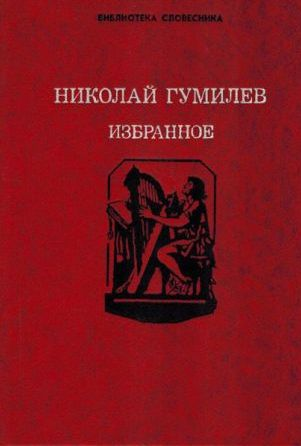 БИБЛИОТЕКА СЛОВЕСНИКА
НИКОЛАЙ ГУМИЛЕВ
ИЗБРАННОЕ